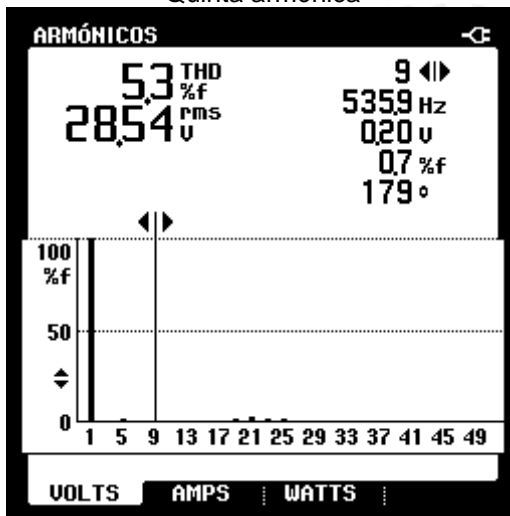 Quinta armónica
ARMÓNICOS
5,3 THD %f
28,54 rms V
9
535,9 Hz
0,20 V
0,7 %f
179 °
100
%f
50
0
1 5 9 13 17 21 25 29 33 37 41 45 49
VOLTS AMPS WATTS